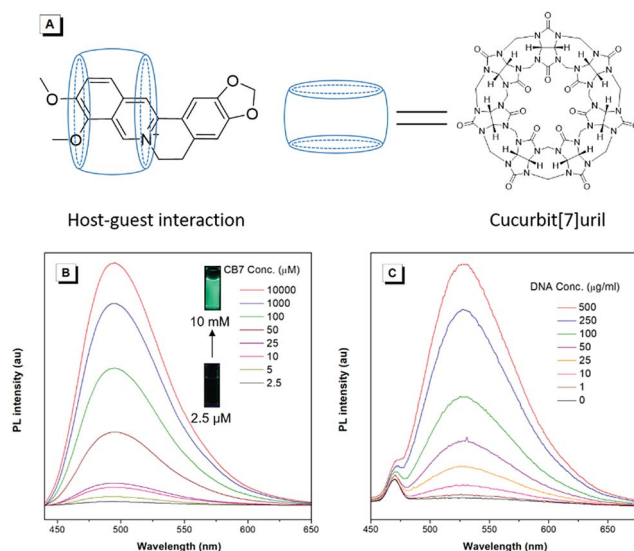 A
O
O
N⁺
O
O
Host-guest interaction
Cucurbit[7]uril
B
CB7 Conc. (µM)
10000
1000
100
50
25
10
5
2.5
10 mM
2.5 µM
PL intensity (au)
450 500 550 600 650
Wavelength (nm)
C
DNA Conc. (µg/ml)
500
250
100
50
25
10
1
0
PL intensity (au)
450 500 550 600 650
Wavelength (nm)